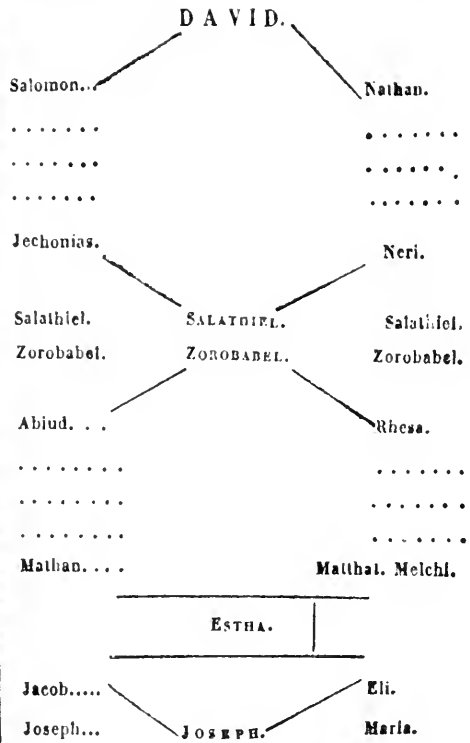 DAVID.
Salomon... Nathan.
. . . . . . . . . . . . . .
. . . . . . . . . . . . . .
. . . . . . . . . . . . . .
Jechonias. Neri.
Salathiel. SALATHIEL. Salathiel.
Zorobabel. ZOROBABEL. Zorobabel.
Abiud. . . Rhesa.
. . . . . . . . . . . . . . .
. . . . . . . . . . . . . . .
. . . . . . . . . . . . . . .
Mathan. . . . Matthat. Melchi.
ESTHA.
Jacob..... Eli.
Joseph... JOSEPH. Maria.